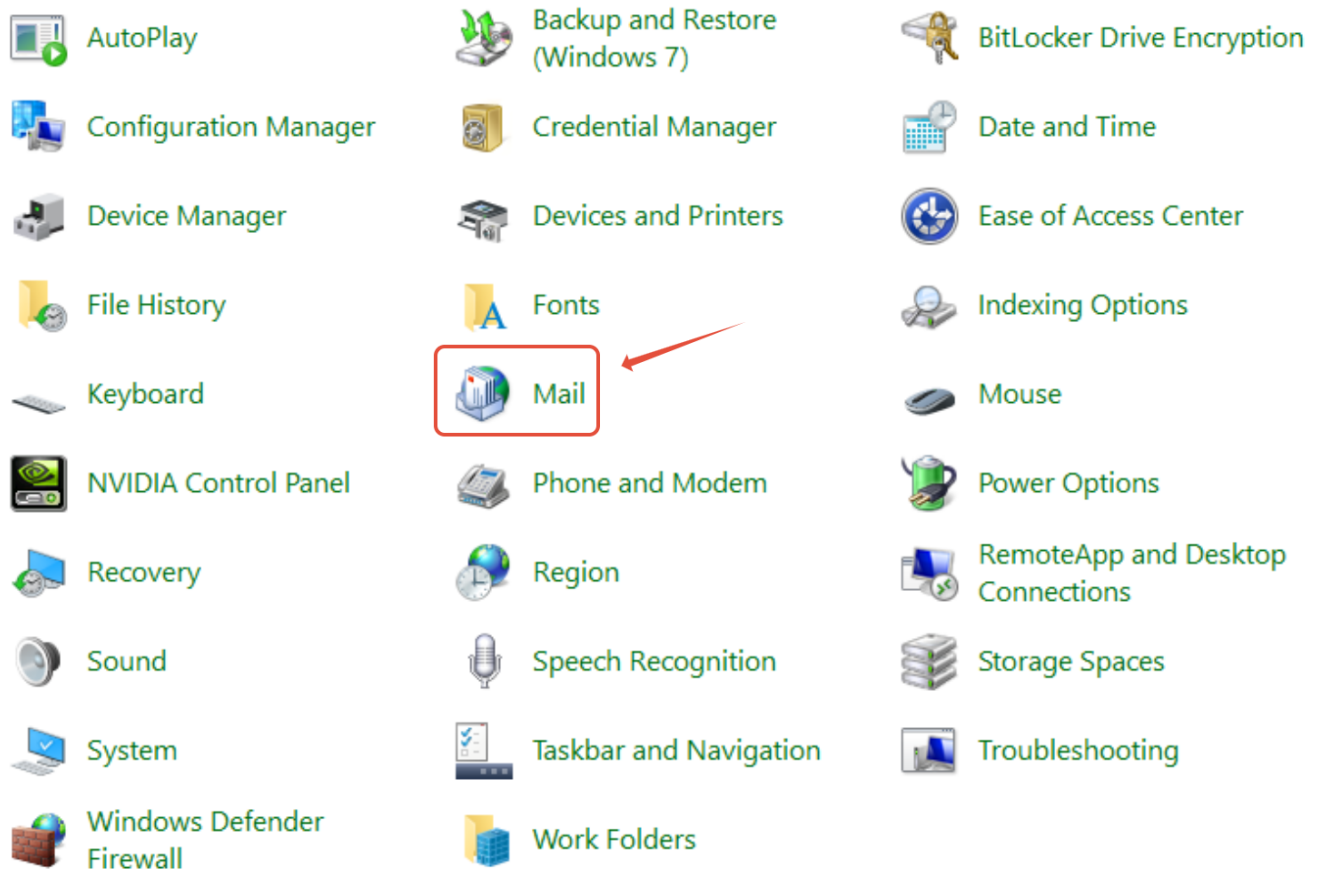 AutoPlay
Backup and Restore
(Windows 7)
BitLocker Drive Encryption
Configuration Manager
Credential Manager
Date and Time
Device Manager
Devices and Printers
Ease of Access Center
File History
Fonts
Indexing Options
Keyboard
Mail
Mouse
NVIDIA Control Panel
Phone and Modem
Power Options
Recovery
Region
RemoteApp and Desktop
Connections
Sound
Speech Recognition
Storage Spaces
System
Taskbar and Navigation
Troubleshooting
Windows Defender
Firewall
Work Folders